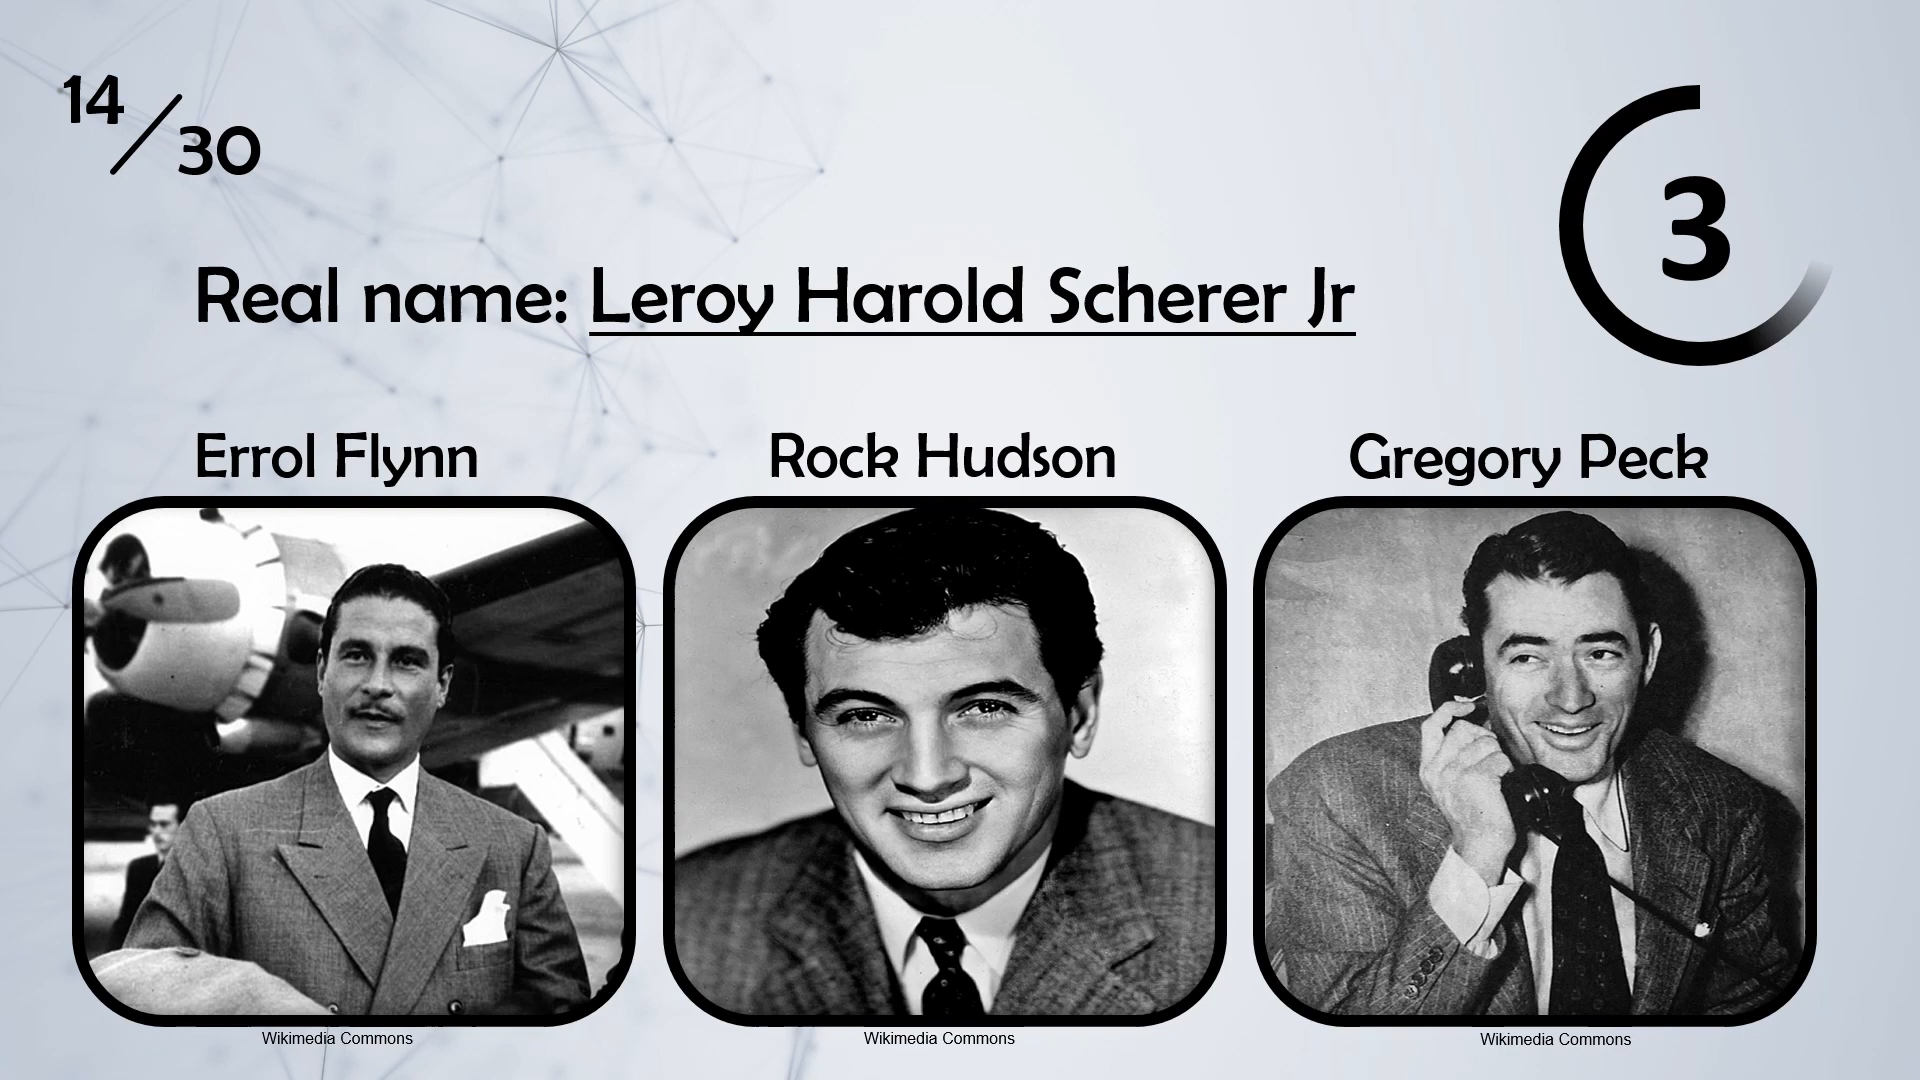 14/30
3
Real name: Leroy Harold Scherer Jr
Errol Flynn
Rock Hudson
Gregory Peck
Wikimedia Commons
Wikimedia Commons
Wikimedia Commons